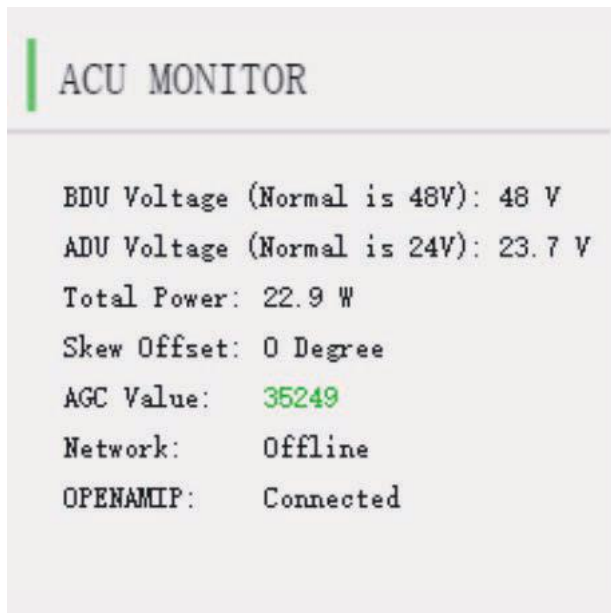 ACU MONITOR
BDU Voltage (Normal is 48V): 48 V
ADU Voltage (Normal is 24V): 23.7 V
Total Power: 22.9 W
Skew Offset: 0 Degree
AGC Value: 35249
Network: Offline
OPENAMIP: Connected